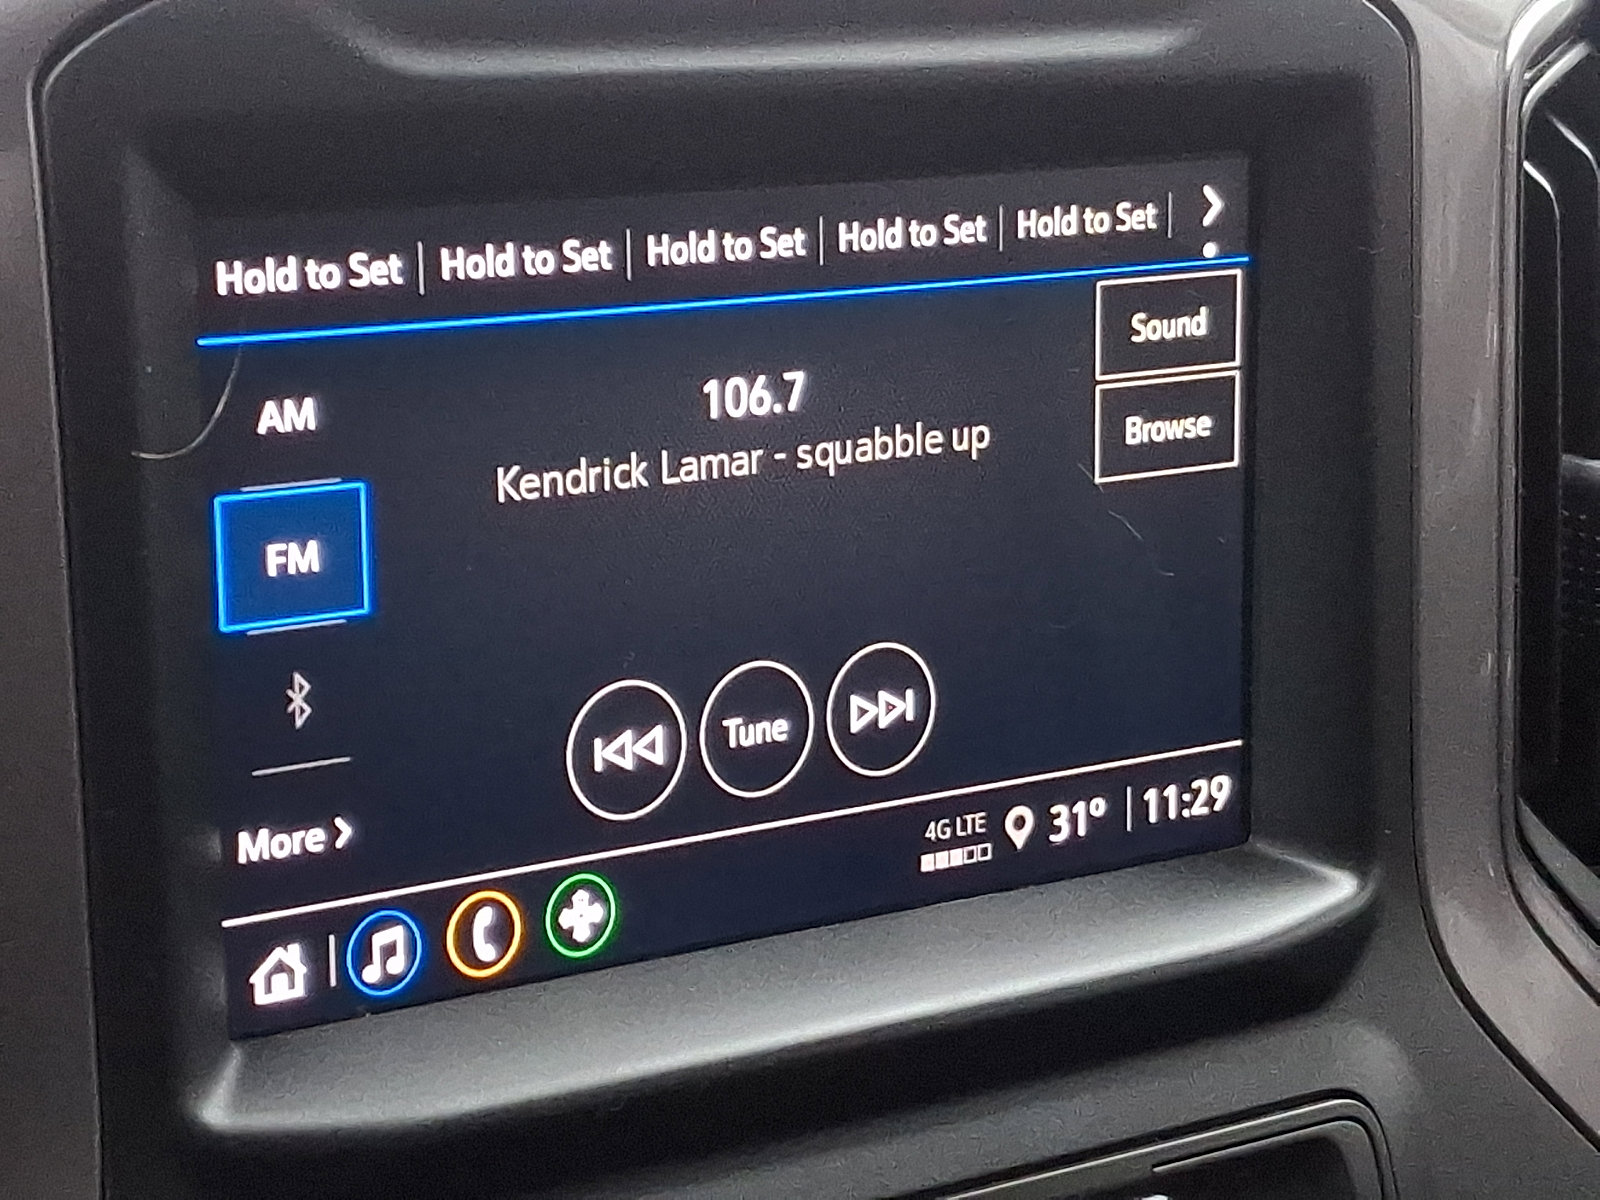 Hold to Set | Hold to Set | Hold to Set | Hold to Set | Hold to Set |
Sound
AM
106.7
Browse
Kendrick Lamar - squabble up
FM
Tune
More
4G LTE
31° | 11:29